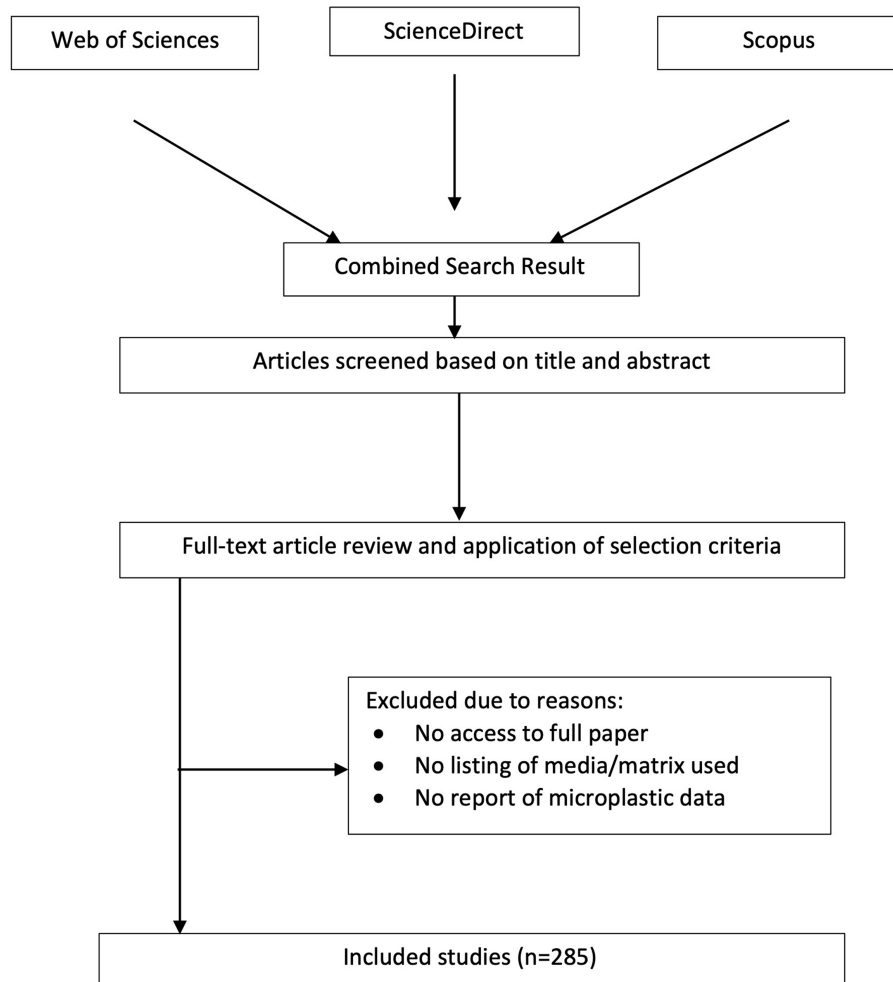 Web of Sciences
ScienceDirect
Scopus
Combined Search Result
Articles screened based on title and abstract
Full-text article review and application of selection criteria
Excluded due to reasons:
• No access to full paper
• No listing of media/matrix used
• No report of microplastic data
Included studies (n=285)